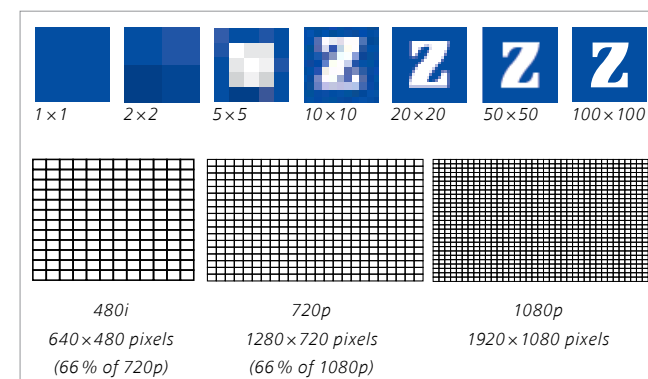 Z Z Z Z
1×1 2×2 5×5 10×10 20×20 50×50 100×100
480i 720p 1080p
640×480 pixels 1280×720 pixels 1920×1080 pixels
(66 % of 720p) (66 % of 1080p)